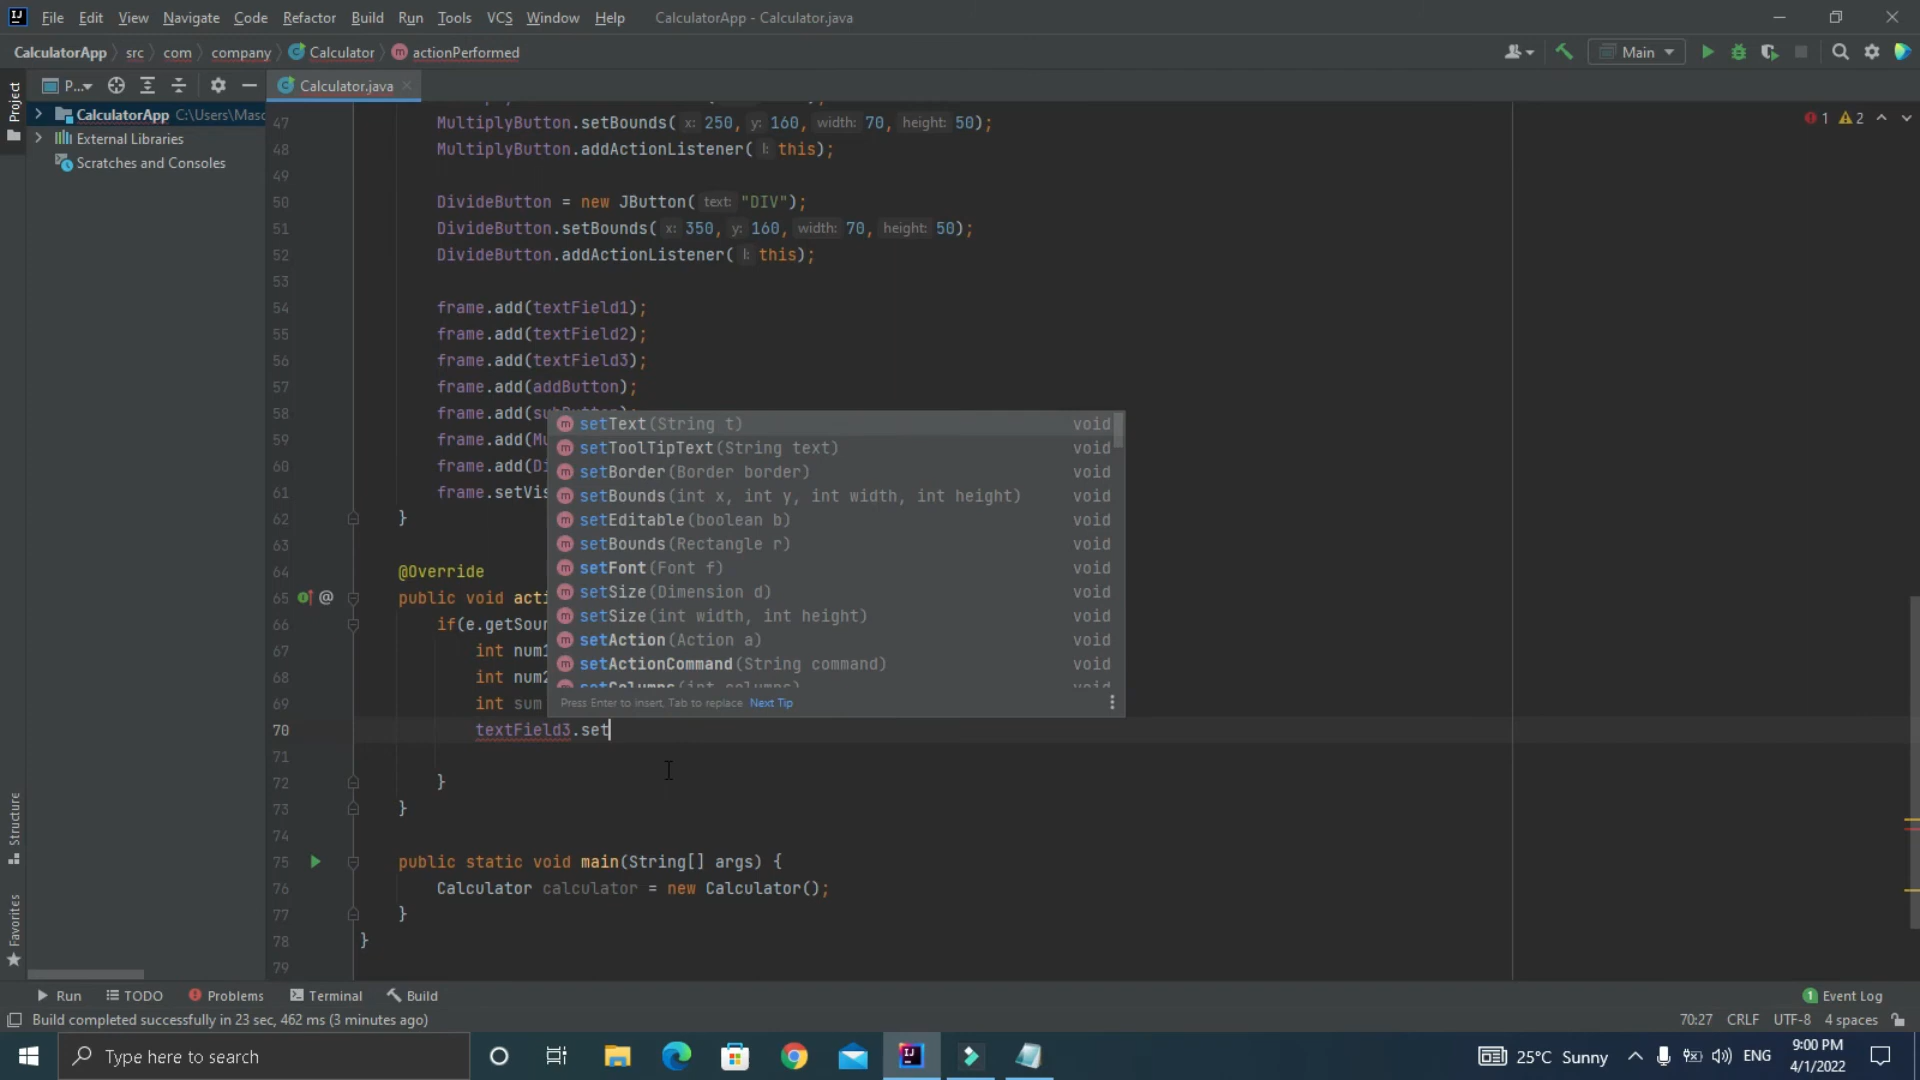 File Edit View Navigate Code Refactor Build Run Tools VCS Window Help CalculatorApp - Calculator.java
CalculatorApp src com company Calculator actionPerformed Main
P... Calculator.java
Project
CalculatorApp C:\Users\Masc
External Libraries
Scratches and Consoles
1 2
47 MultiplyButton.setBounds( x: 250, y: 160, width: 70, height: 50);
48 MultiplyButton.addActionListener( l: this);
49
50 DivideButton = new JButton( text: "DIV");
51 DivideButton.setBounds( x: 350, y: 160, width: 70, height: 50);
52 DivideButton.addActionListener( l: this);
53
54 frame.add(textField1);
55 frame.add(textField2);
56 frame.add(textField3);
57 frame.add(addButton);
58 frame.add(subButton);
59 frame.add(Mu
60 frame.add(Di
61 frame.setVis
62 }
63
64 @Override
65 @ public void acti
66 if(e.getSour
67 int num1
68 int num2
69 int sum
70 textField3.set
71
72 }
73 }
74
75 public static void main(String[] args) {
76 Calculator calculator = new Calculator();
77 }
78 }
79
setText(String t) void
setToolTipText(String text) void
setBorder(Border border) void
setBounds(int x, int y, int width, int height) void
setEditable(boolean b) void
setBounds(Rectangle r) void
setFont(Font f) void
setSize(Dimension d) void
setSize(int width, int height) void
setAction(Action a) void
setActionCommand(String command) void
setColumns(int columns) void
Press Enter to insert, Tab to replace Next Tip
Structure
Favorites
Run TODO Problems Terminal Build 1 Event Log
Build completed successfully in 23 sec, 462 ms (3 minutes ago) 70:27 CRLF UTF-8 4 spaces
Type here to search 25°C Sunny ENG 9:00 PM
4/1/2022